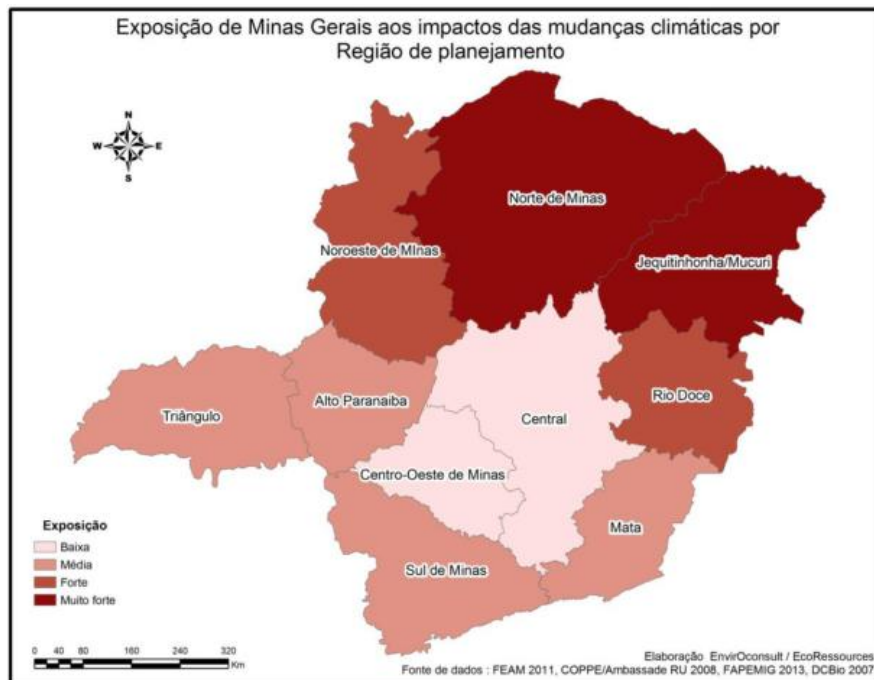 Exposição de Minas Gerais aos impactos das mudanças climáticas por
Região de planejamento
N
W E
S
Norte de Minas
Noroeste de MInas
Jequitinhonha/Mucuri
Triângulo
Alto Paranaiba
Central
Rio Doce
Centro-Oeste de Minas
Mata
Sul de Minas
Exposição
Baixa
Média
Forte
Muito forte
0 40 80 160 240 320
Km
Elaboração EnvirOconsult / EcoRessources
Fonte de dados : FEAM 2011, COPPE/Ambassade RU 2008, FAPEMIG 2013, DCBio 2007